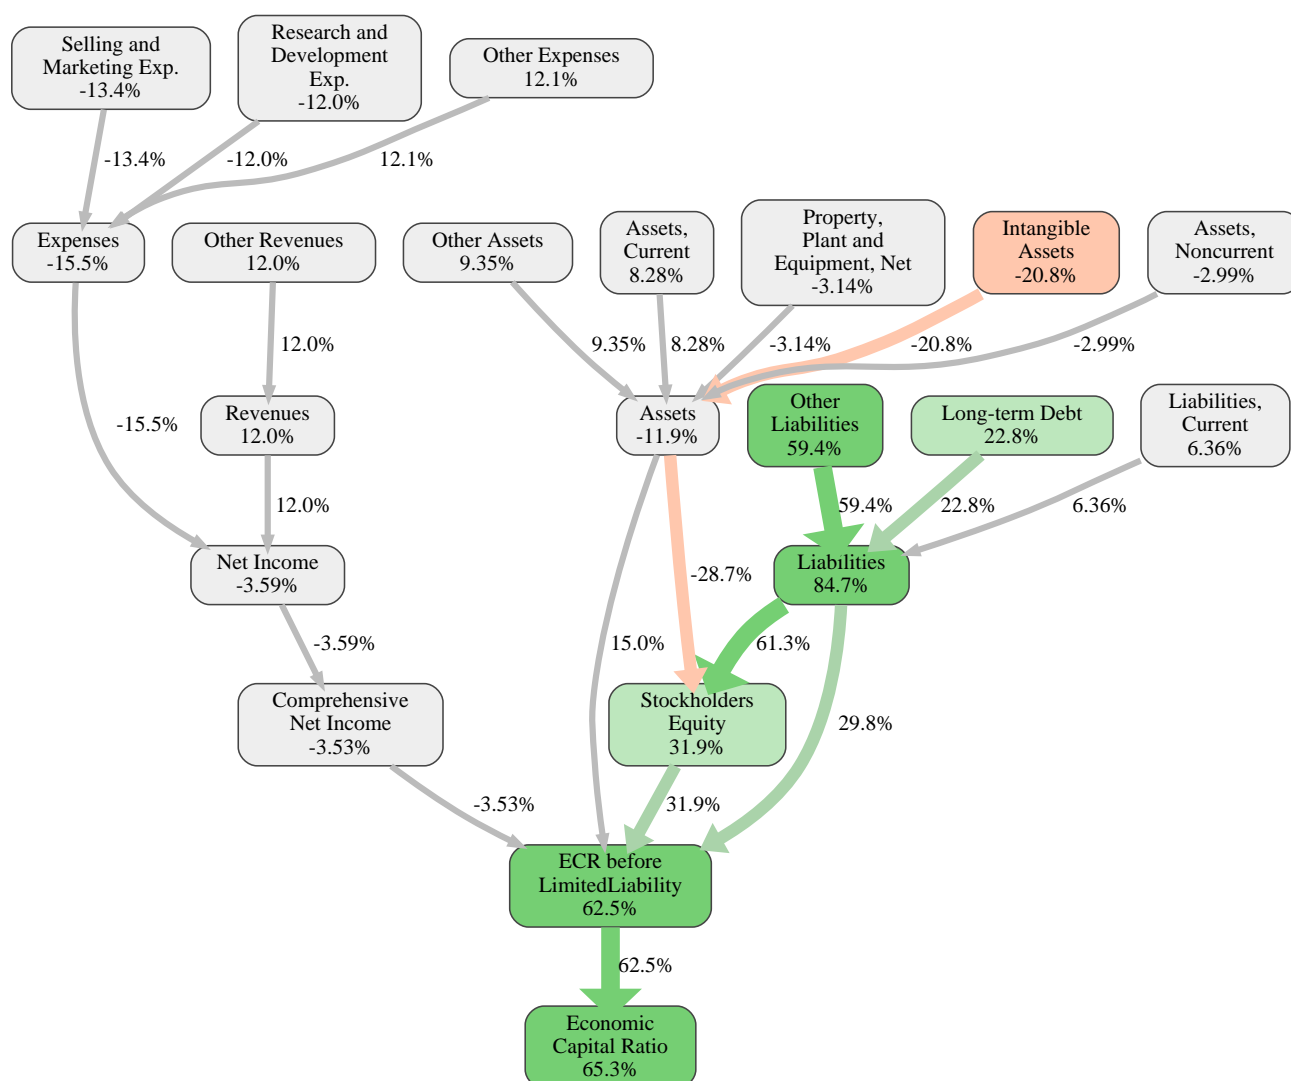 Selling and
Marketing Exp.
-13.4%
Research and
Development
Exp.
-12.0%
Other Expenses
12.1%
-13.4%
-12.0%
12.1%
Expenses
-15.5%
Other Revenues
12.0%
Other Assets
9.35%
Assets,
Current
8.28%
Property,
Plant and
Equipment, Net
-3.14%
Intangible
Assets
-20.8%
Assets,
Noncurrent
-2.99%
12.0%
9.35%
8.28%
-3.14%
-20.8%
-2.99%
-15.5%
Revenues
12.0%
Assets
-11.9%
Other
Liabilities
59.4%
Long-term Debt
22.8%
Liabilities,
Current
6.36%
12.0%
59.4%
22.8%
6.36%
Net Income
-3.59%
-28.7%
Liabilities
84.7%
-3.59%
15.0%
61.3%
Comprehensive
Net Income
-3.53%
Stockholders
Equity
31.9%
29.8%
-3.53%
31.9%
ECR before
LimitedLiability
62.5%
62.5%
Economic
Capital Ratio
65.3%